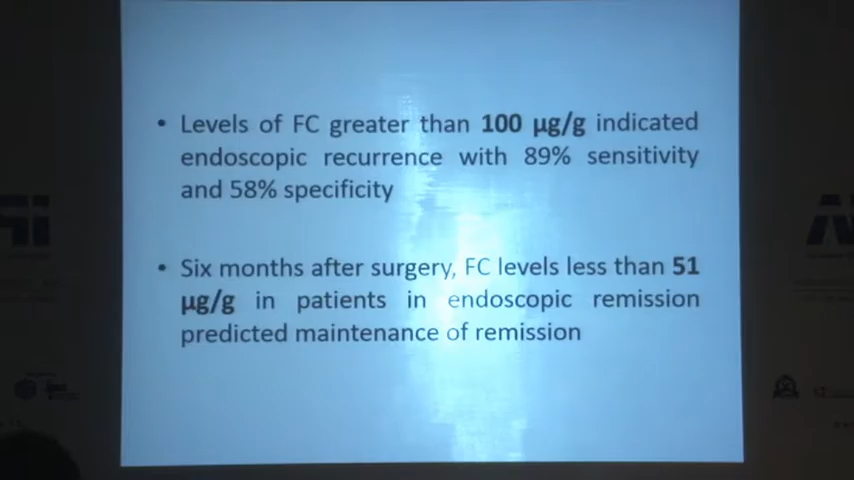 • Levels of FC greater than 100 µg/g indicated
endoscopic recurrence with 89% sensitivity
and 58% specificity
• Six months after surgery, FC levels less than 51
µg/g in patients in endoscopic remission
predicted maintenance of remission